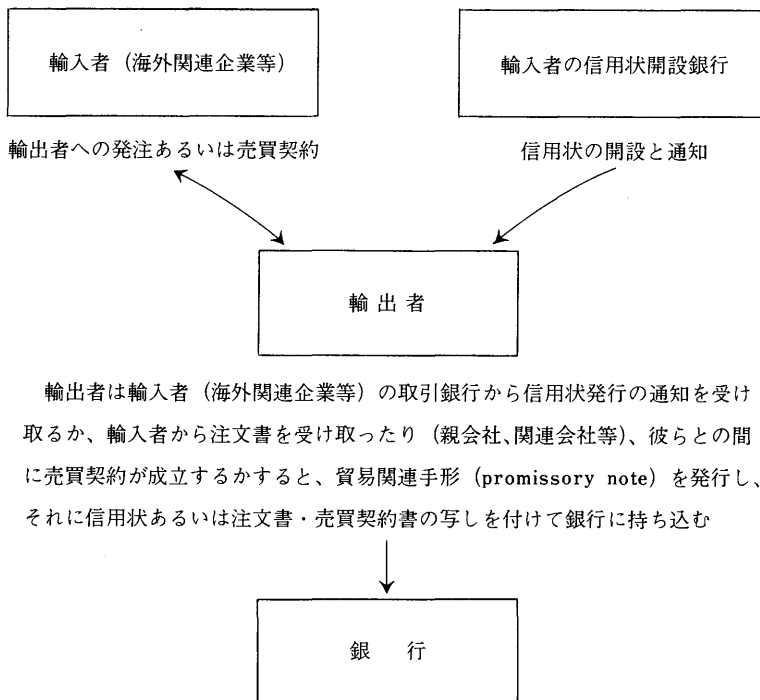 輸入者（海外関連企業等）
輸入者の信用状開設銀行
輸出者への発注あるいは売買契約
信用状の開設と通知
輸出者
輸出者は輸入者（海外関連企業等）の取引銀行から信用状発行の通知を受け
取るか、輸入者から注文書を受け取ったり（親会社、関連会社等）、彼らとの間
に売買契約が成立するかすると、貿易関連手形（promissory note）を発行し、
それに信用状あるいは注文書・売買契約書の写しを付けて銀行に持ち込む
銀行